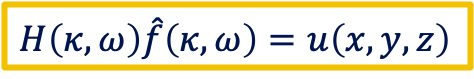 H(κ, ω)f̂(κ, ω) = u(x, y, z)